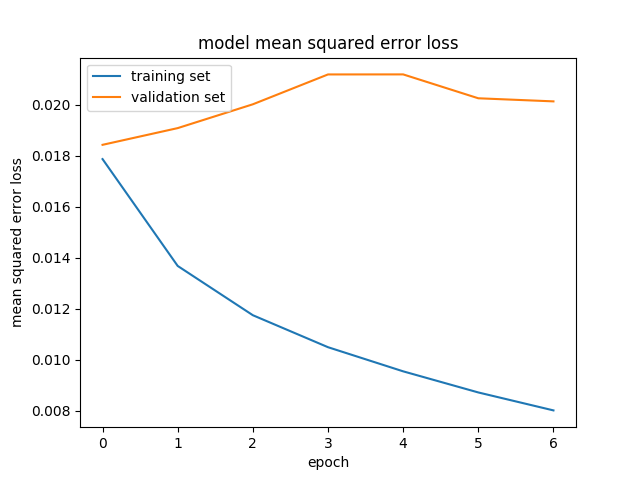 model mean squared error loss
training set
validation set
mean squared error loss
0.020
0.018
0.016
0.014
0.012
0.010
0.008
0 1 2 3 4 5 6
epoch